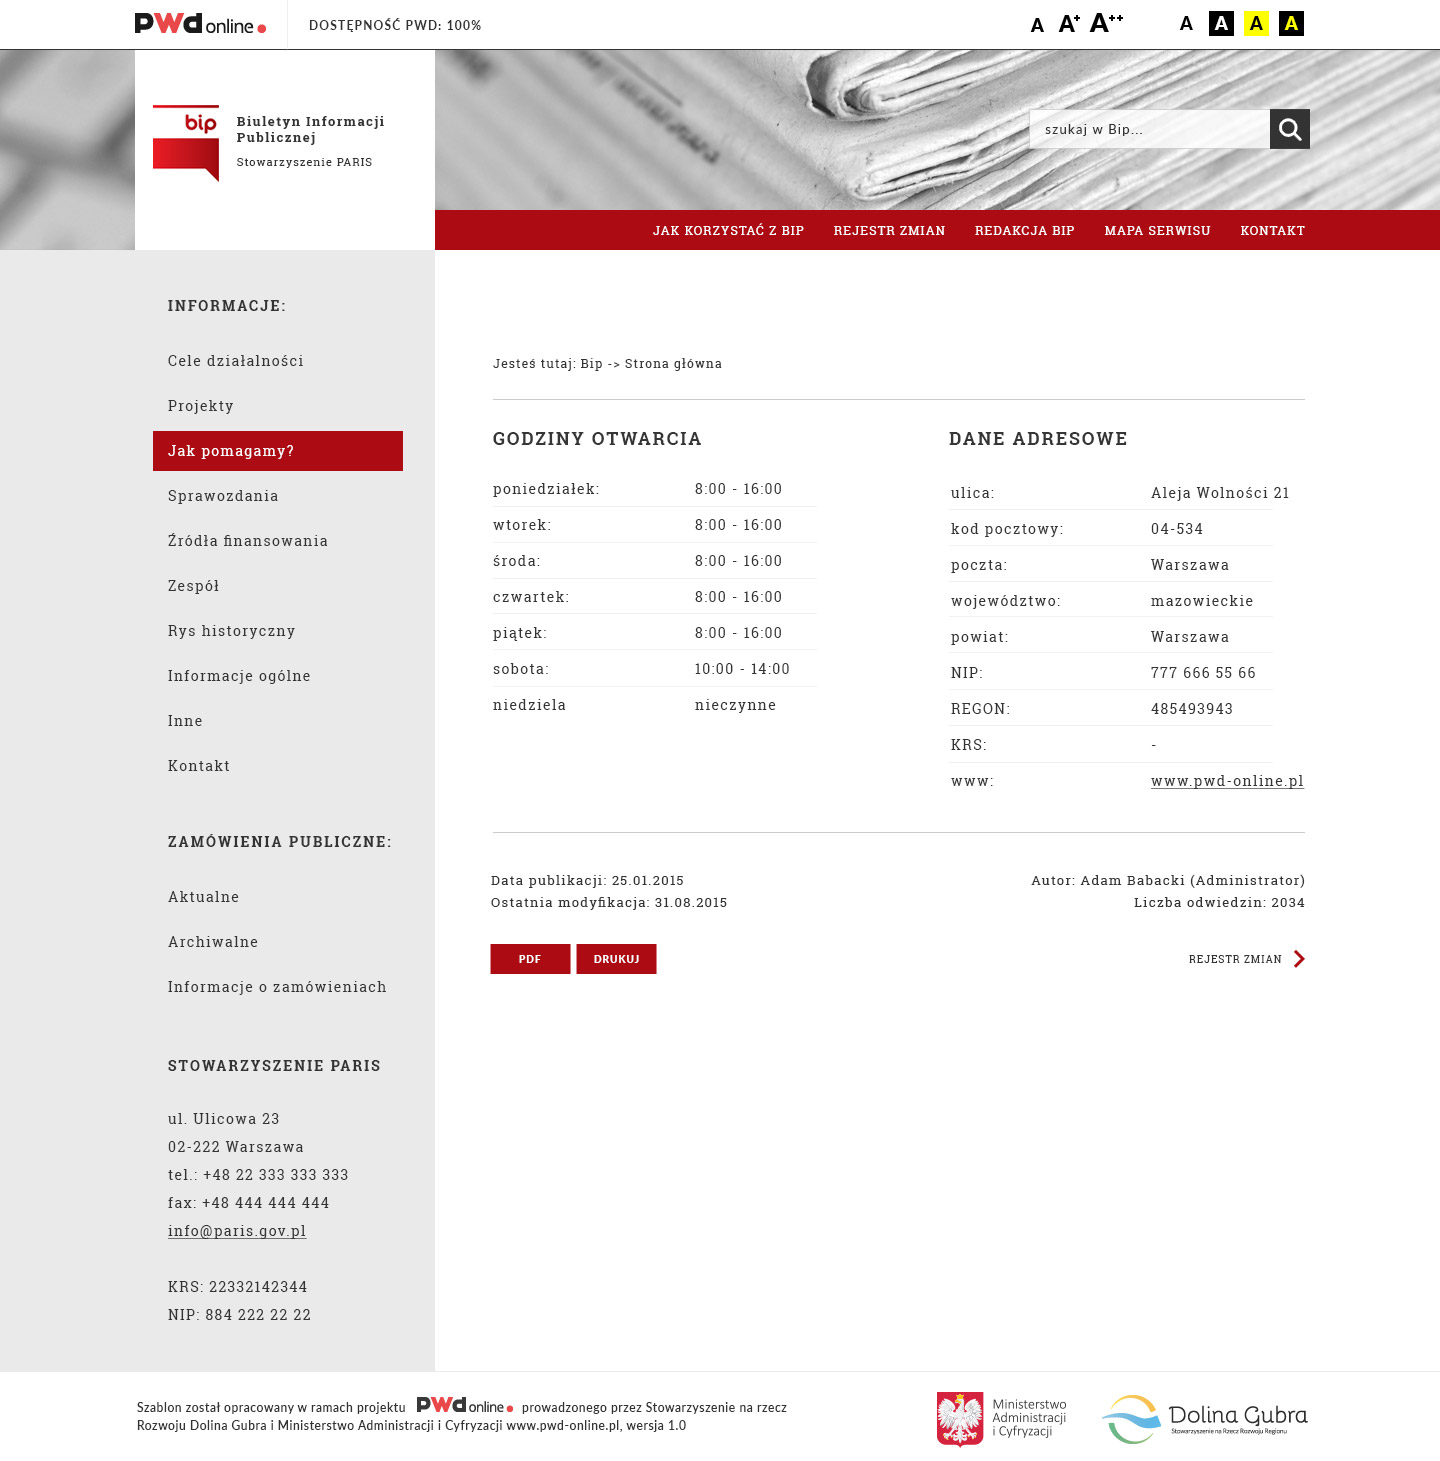 PWd online
DOSTĘPNOŚĆ PWD: 100%
A A+ A++ A A A A
bip
Biuletyn Informacji
Publicznej
Stowarzyszenie PARIS
szukaj w Bip...
JAK KORZYSTAĆ Z BIP REJESTR ZMIAN REDAKCJA BIP MAPA SERWISU KONTAKT
INFORMACJE:
Cele działalności
Projekty
Jak pomagamy?
Sprawozdania
Źródła finansowania
Zespół
Rys historyczny
Informacje ogólne
Inne
Kontakt
ZAMÓWIENIA PUBLICZNE:
Aktualne
Archiwalne
Informacje o zamówieniach
STOWARZYSZENIE PARIS
ul. Ulicowa 23
02-222 Warszawa
tel.: +48 22 333 333 333
fax: +48 444 444 444
info@paris.gov.pl
KRS: 22332142344
NIP: 884 222 22 22
Jesteś tutaj: Bip -> Strona główna
GODZINY OTWARCIA
poniedziałek: 8:00 - 16:00
wtorek: 8:00 - 16:00
środa: 8:00 - 16:00
czwartek: 8:00 - 16:00
piątek: 8:00 - 16:00
sobota: 10:00 - 14:00
niedziela nieczynne
DANE ADRESOWE
ulica: Aleja Wolności 21
kod pocztowy: 04-534
poczta: Warszawa
województwo: mazowieckie
powiat: Warszawa
NIP: 777 666 55 66
REGON: 485493943
KRS: -
www: www.pwd-online.pl
Data publikacji: 25.01.2015
Ostatnia modyfikacja: 31.08.2015
Autor: Adam Babacki (Administrator)
Liczba odwiedzin: 2034
PDF DRUKUJ
REJESTR ZMIAN
Szablon został opracowany w ramach projektu PWd online prowadzonego przez Stowarzyszenie na rzecz
Rozwoju Dolina Gubra i Ministerstwo Administracji i Cyfryzacji www.pwd-online.pl, wersja 1.0
Ministerstwo
Administracji
i Cyfryzacji
Dolina Gubra
Stowarzyszenie na Rzecz Rozwoju Regionu